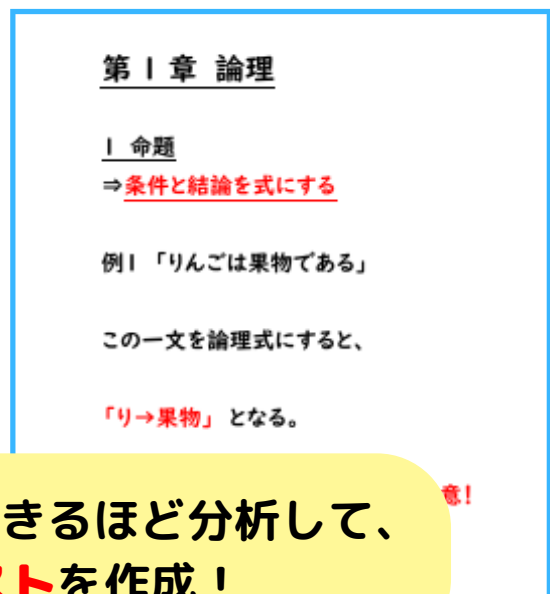 第1章 論理
1 命題
⇒条件と結論を式にする
例1「りんごは果物である」
この一文を論理式にすると、
「り→果物」となる。
意!
きるほど分析して、
ストを作成!